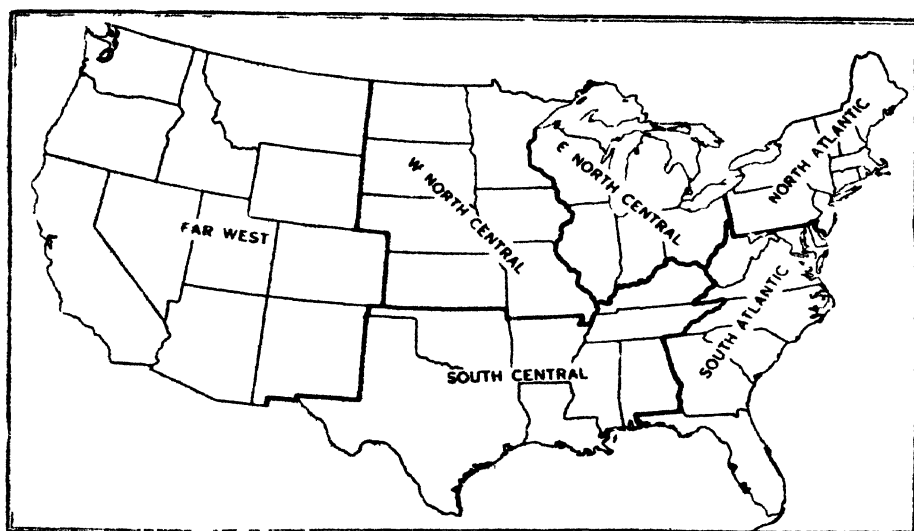 FAR WEST
W NORTH CENTRAL
E NORTH CENTRAL
NORTH ATLANTIC
SOUTH CENTRAL
SOUTH ATLANTIC